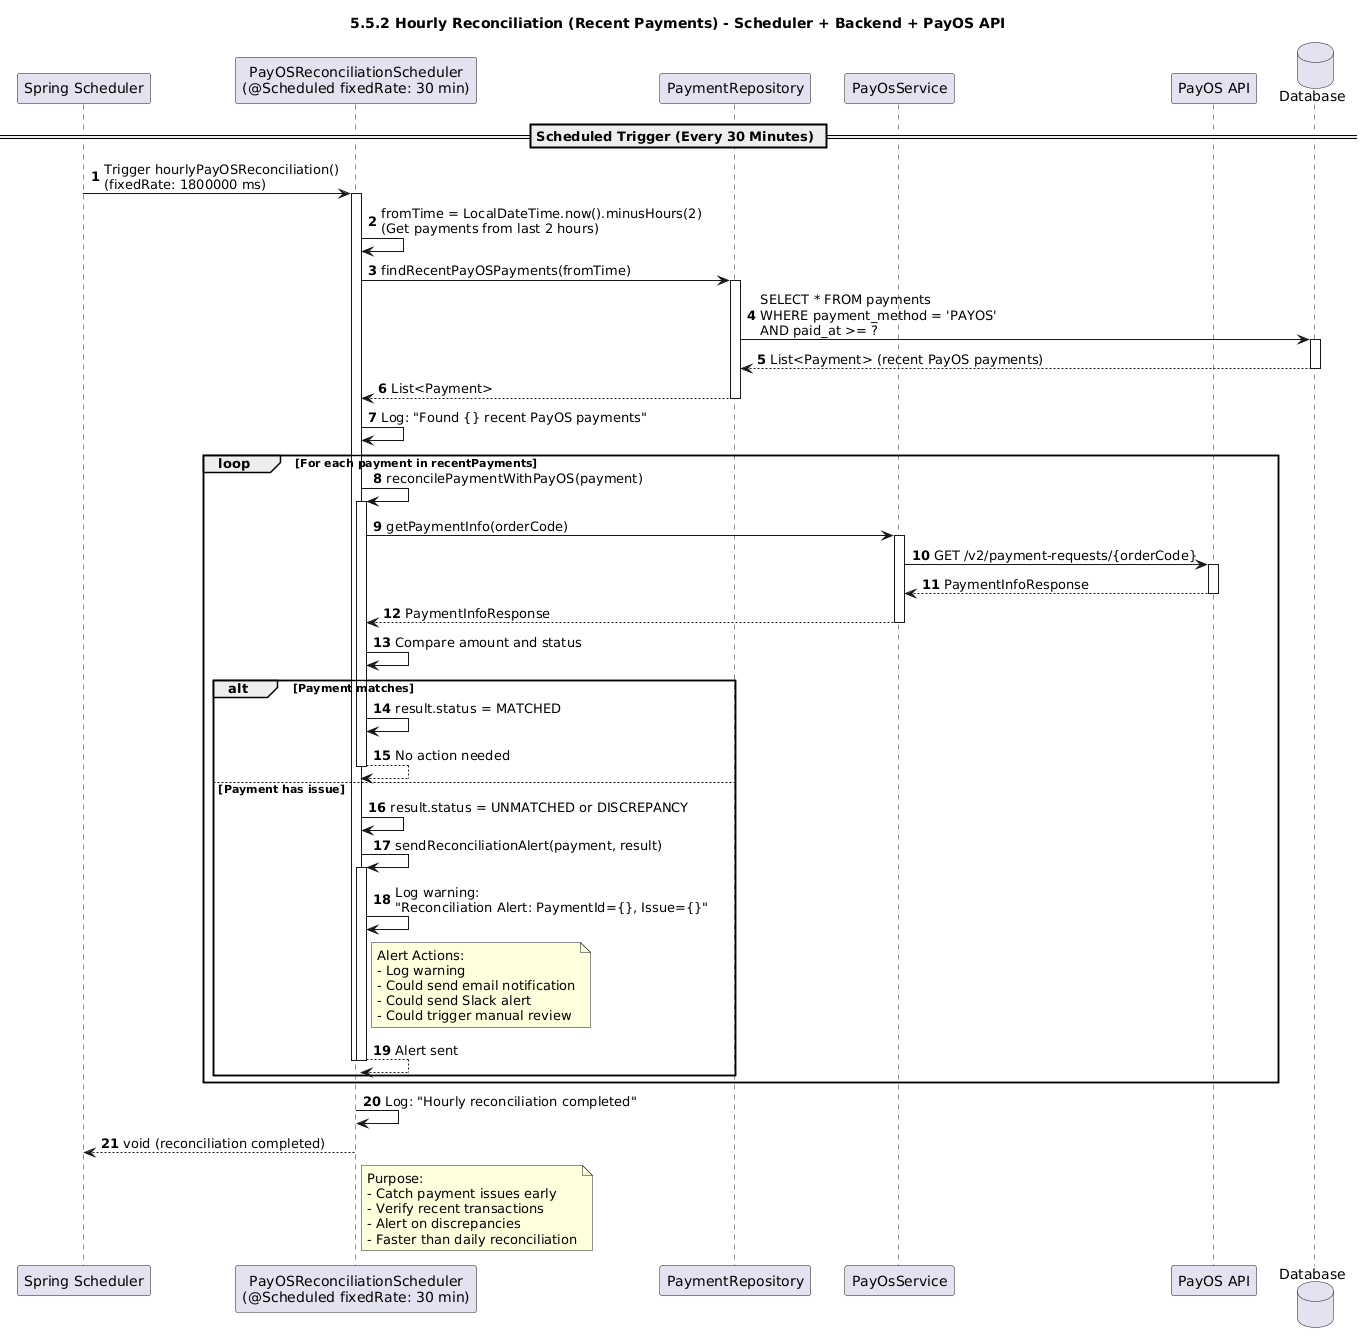 5.5.2 Hourly Reconciliation (Recent Payments) - Scheduler + Backend + PayOS API
Spring Scheduler
PayOSReconciliationScheduler
(@Scheduled fixedRate: 30 min)
PaymentRepository
PayOsService
PayOS API
Database
Scheduled Trigger (Every 30 Minutes)
1 Trigger hourlyPayOSReconciliation()
(fixedRate: 1800000 ms)
2 fromTime = LocalDateTime.now().minusHours(2)
(Get payments from last 2 hours)
3 findRecentPayOSPayments(fromTime)
SELECT * FROM payments
4 WHERE payment_method = 'PAYOS'
AND paid_at >= ?
5 List<Payment> (recent PayOS payments)
6 List<Payment>
7 Log: "Found {} recent PayOS payments"
loop [For each payment in recentPayments]
8 reconcilePaymentWithPayOS(payment)
9 getPaymentInfo(orderCode)
10 GET /v2/payment-requests/{orderCode}
11 PaymentInfoResponse
12 PaymentInfoResponse
13 Compare amount and status
alt [Payment matches]
14 result.status = MATCHED
15 No action needed
[Payment has issue]
16 result.status = UNMATCHED or DISCREPANCY
17 sendReconciliationAlert(payment, result)
18 Log warning:
"Reconciliation Alert: PaymentId={}, Issue={}"
Alert Actions:
- Log warning
- Could send email notification
- Could send Slack alert
- Could trigger manual review
19 Alert sent
20 Log: "Hourly reconciliation completed"
21 void (reconciliation completed)
Purpose:
- Catch payment issues early
- Verify recent transactions
- Alert on discrepancies
- Faster than daily reconciliation
Spring Scheduler
PayOSReconciliationScheduler
(@Scheduled fixedRate: 30 min)
PaymentRepository
PayOsService
PayOS API
Database